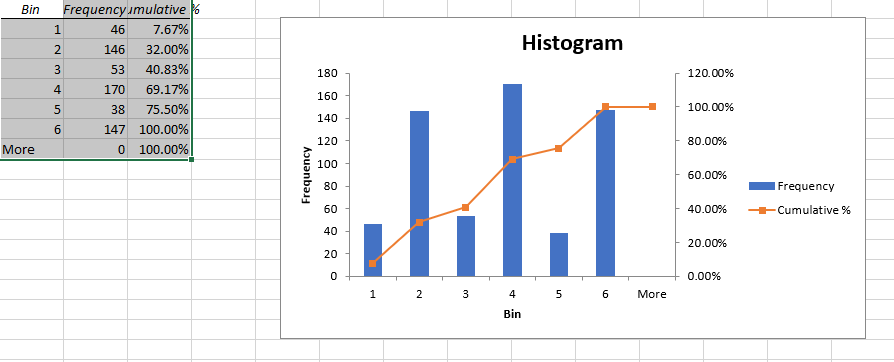 Bin Frequency umulative %
1 46 7.67%
2 146 32.00%
3 53 40.83%
4 170 69.17%
5 38 75.50%
6 147 100.00%
More 0 100.00%
Histogram
Frequency
180
160
140
120
100
80
60
40
20
0
120.00%
100.00%
80.00%
60.00%
40.00%
20.00%
0.00%
1 2 3 4 5 6 More
Bin
Frequency
Cumulative %